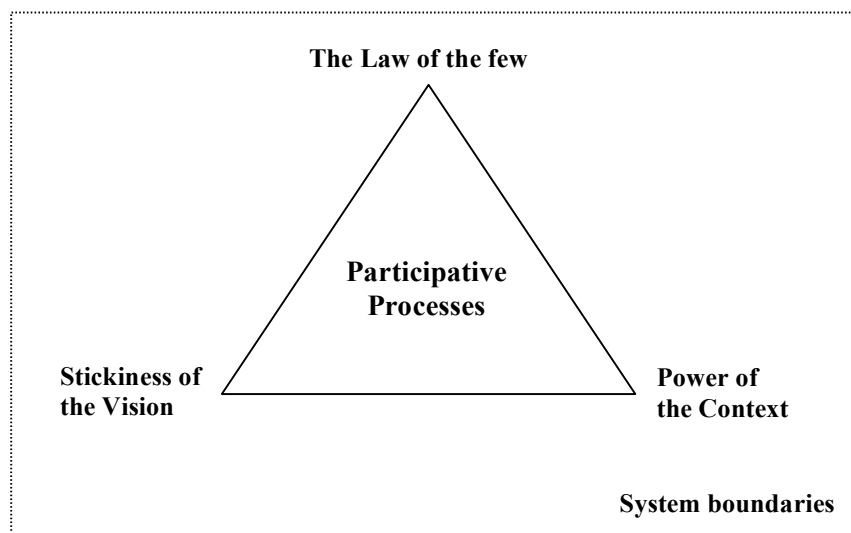 The Law of the few
Participative
Processes
Stickiness of
the Vision
Power of
the Context
System boundaries